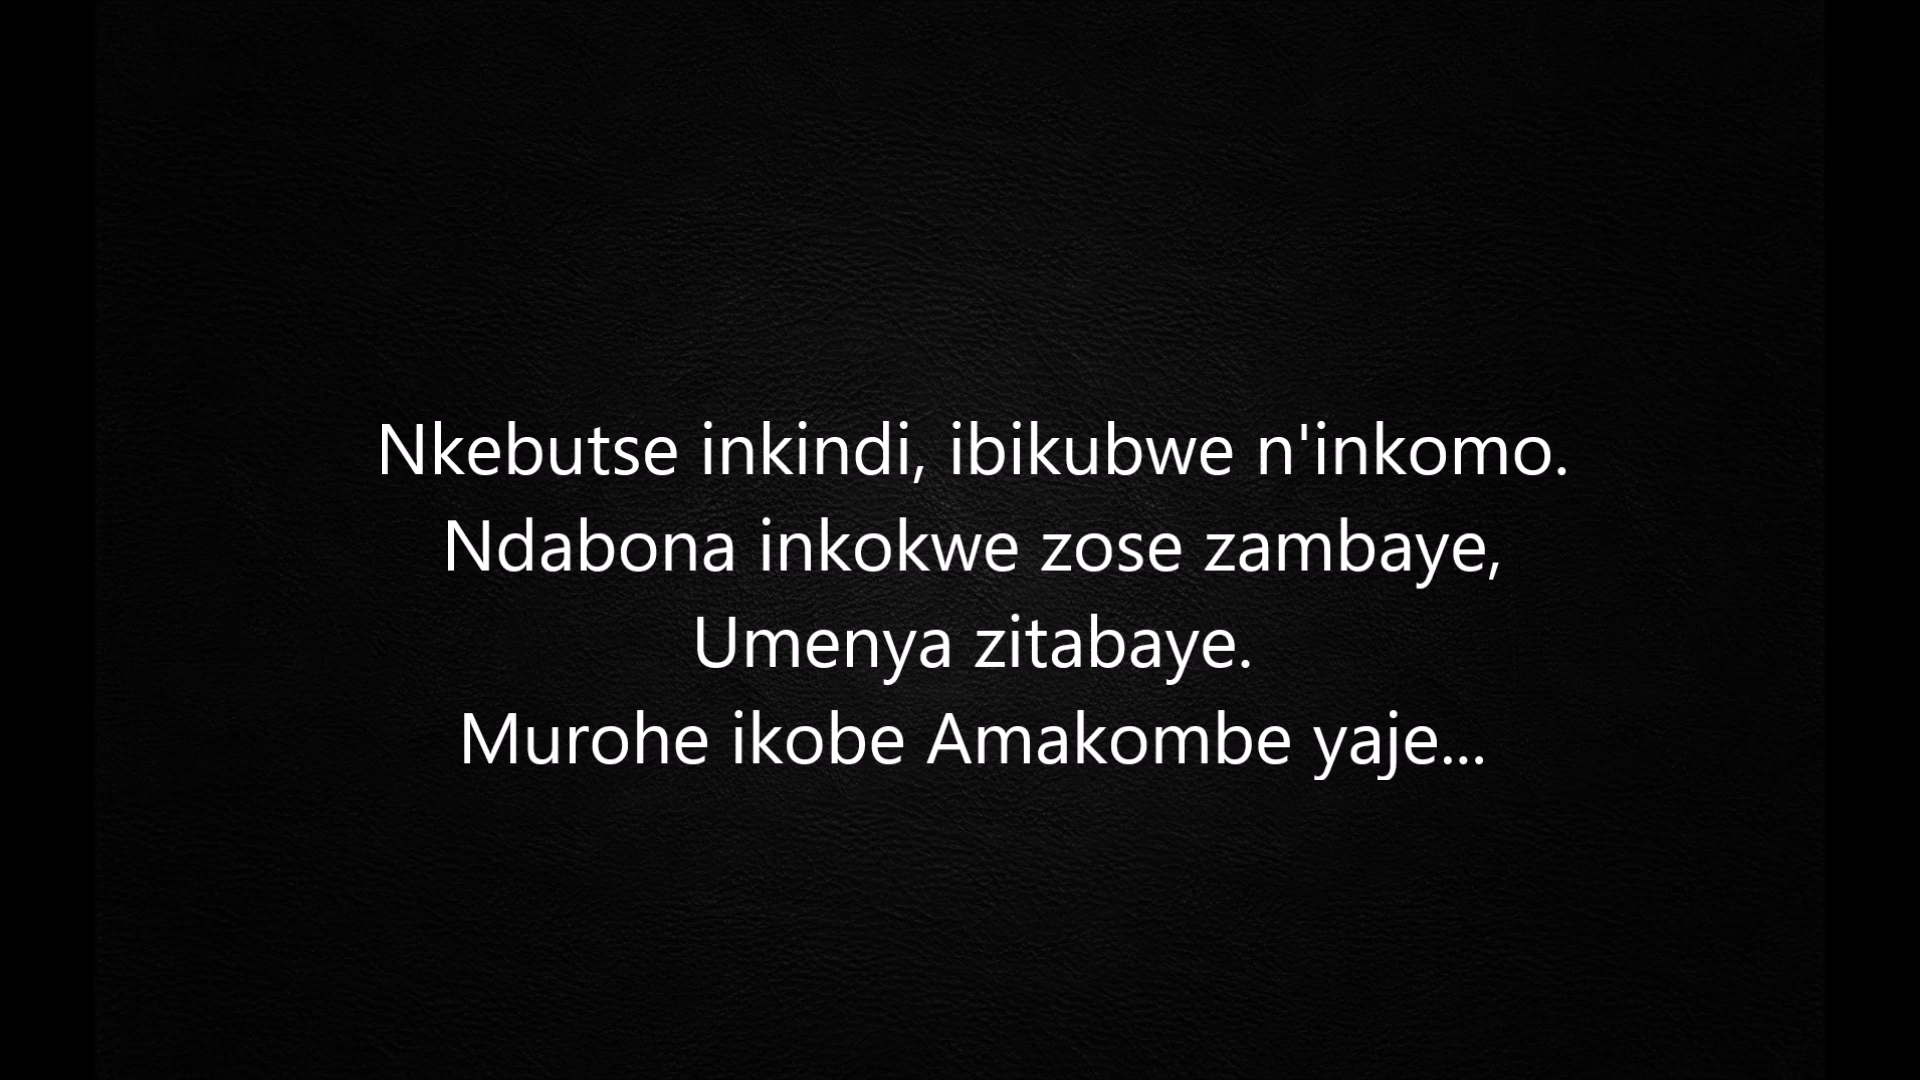 Nkebutse inkindi, ibikubwe n'inkomo.
Ndabona inkokwe zose zambaye,
Umenya zitabaye.
Murohe ikobe Amakombe yaje...